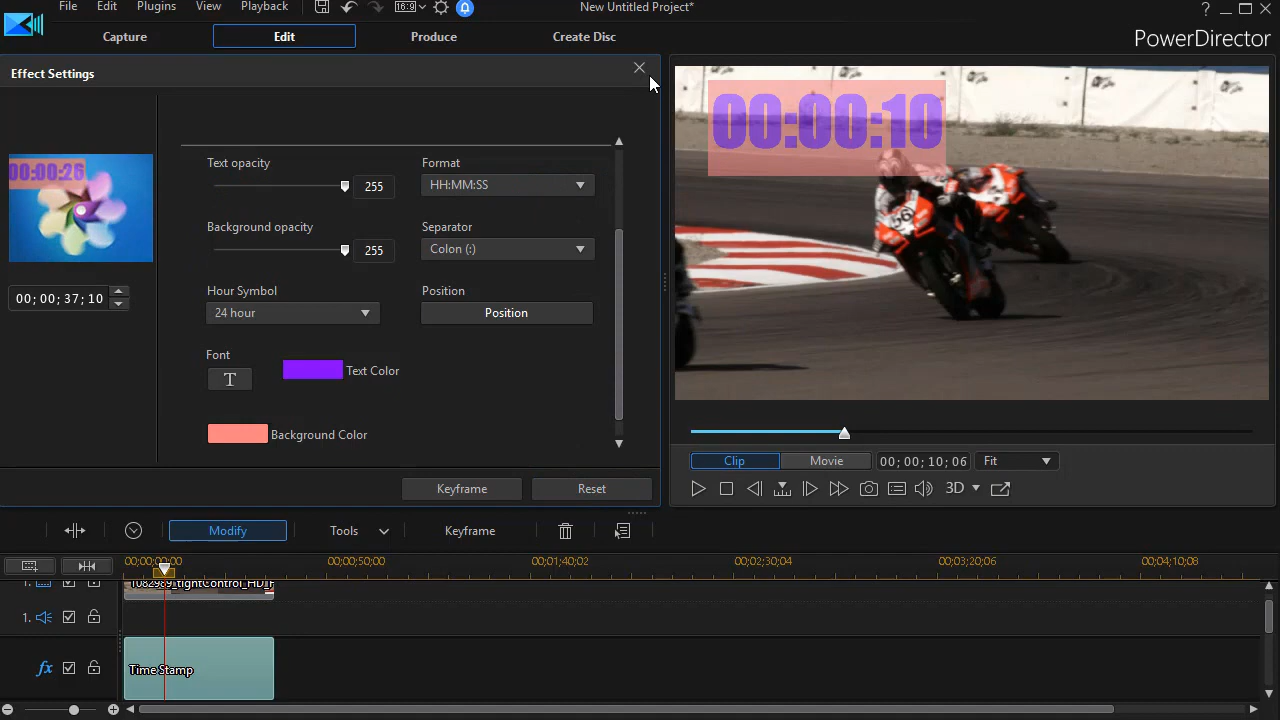 File Edit Plugins View Playback 16:9 New Untitled Project* ?
Capture Edit Produce Create Disc PowerDirector
Effect Settings
00:00:10
Text opacity Format
00:00:26 255 HH:MM:SS
56
Background opacity Separator
255 Colon (:)
Hour Symbol Position
00; 00; 37; 10 24 hour Position
Font
T Text Color
Background Color
Clip Movie 00; 00; 10; 06 Fit
Keyframe Reset 3D
Modify Tools Keyframe
00;00;00;00 00;00;50;00 00;01;40;02 00;02;30;04 00;03;20;06 00;04;10;08
1.
1.
fx Time Stamp